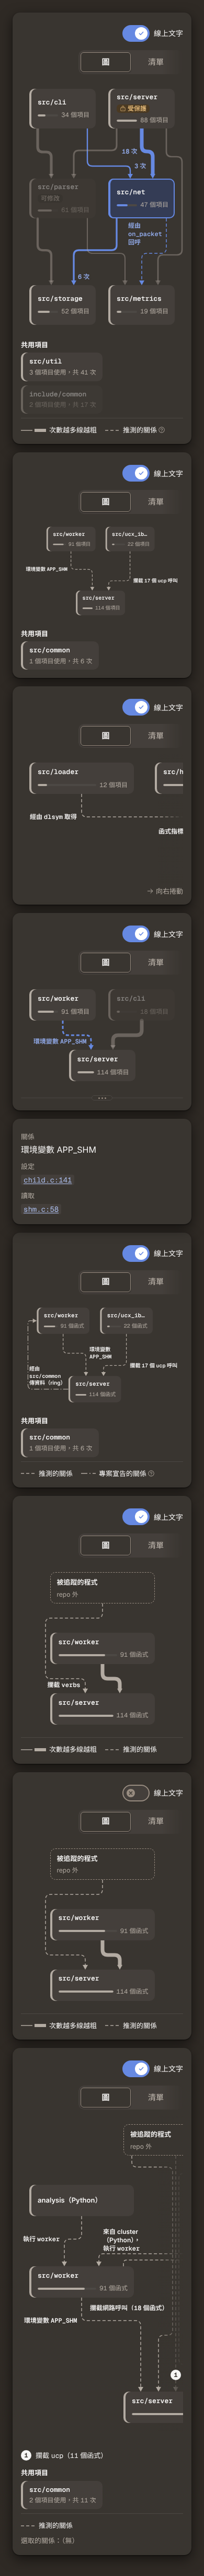 線上文字
圖
清單
src/cli
34 個項目
src/server
受保護
88 個項目
18 次
3 次
src/parser
可獨放
61 個項目
src/net
47 個項目
經由
on_packet
回呼
6 次
src/storage
52 個項目
src/metrics
19 個項目
共用項目
src/util
3 個項目使用，共 41 次
include/common
2 個項目使用，共 17 次
次數越多線越粗
推測的關係
線上文字
圖
清單
src/worker
91 個項目
src/ucx_ib…
22 個項目
環境變數 APP_SHM
攔截 17 個 ucp 呼叫
src/server
114 個項目
共用項目
src/common
1 個項目使用，共 6 次
線上文字
圖
清單
src/loader
12 個項目
src/h
經由 dlsym 取得
函式指標
→ 向右捲動
線上文字
圖
清單
src/worker
91 個項目
src/cli
18 個項目
環境變數 APP_SHM
src/server
114 個項目
關係
環境變數 APP_SHM
設定
child.c:141
讀取
shm.c:58
線上文字
圖
清單
src/worker
91 個函式
src/ucx_ib…
22 個函式
環境變數
APP_SHM
攔截 17 個 ucp 呼叫
經由
src/common
傳資料（ring）
src/server
114 個函式
共用項目
src/common
1 個項目使用，共 6 次
推測的關係
專案宣告的關係
線上文字
圖
清單
被追蹤的程式
repo 外
src/worker
91 個函式
攔截 verbs
src/server
114 個函式
次數越多線越粗
推測的關係
線上文字
圖
清單
被追蹤的程式
repo 外
src/worker
91 個函式
src/server
114 個函式
次數越多線越粗
推測的關係
線上文字
圖
清單
被追蹤的程式
repo 外
analysis（Python）
執行 worker
來自 cluster
（Python），
執行 worker
src/worker
91 個函式
攔截網路呼叫（18 個函式）
環境變數 APP_SHM
1
src/server
1 攔截 ucp（11 個函式）
共用項目
src/common
2 個項目使用，共 11 次
推測的關係
選取的關係：（無）